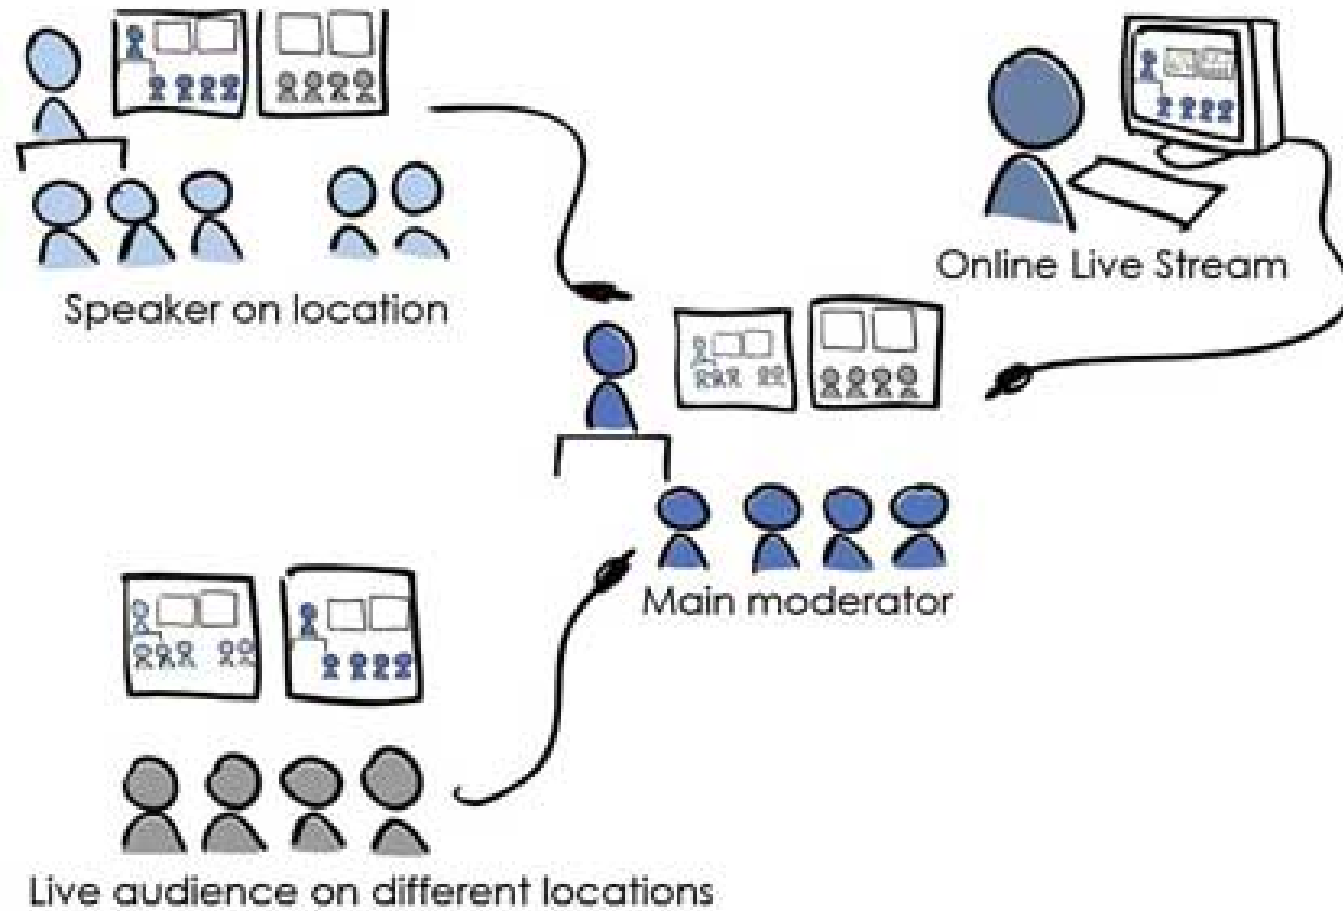 Speaker on location
Online Live Stream
Main moderator
Live audience on different locations